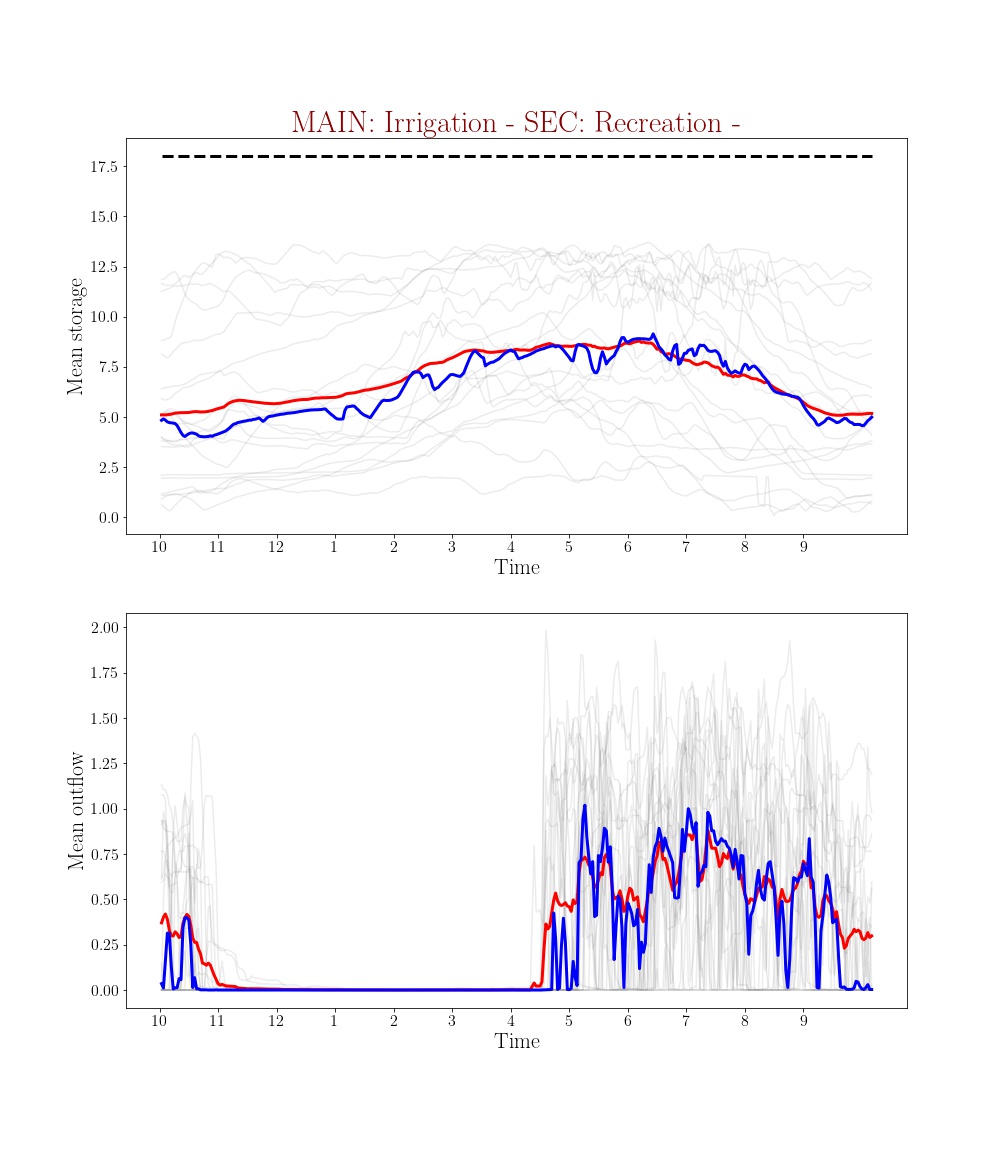 MAIN: Irrigation - SEC: Recreation -
17.5
15.0
12.5
10.0
7.5
5.0
2.5
0.0
Mean storage
10 11 12 1 2 3 4 5 6 7 8 9
Time
2.00
1.75
1.50
1.25
1.00
0.75
0.50
0.25
0.00
Mean outflow
10 11 12 1 2 3 4 5 6 7 8 9
Time